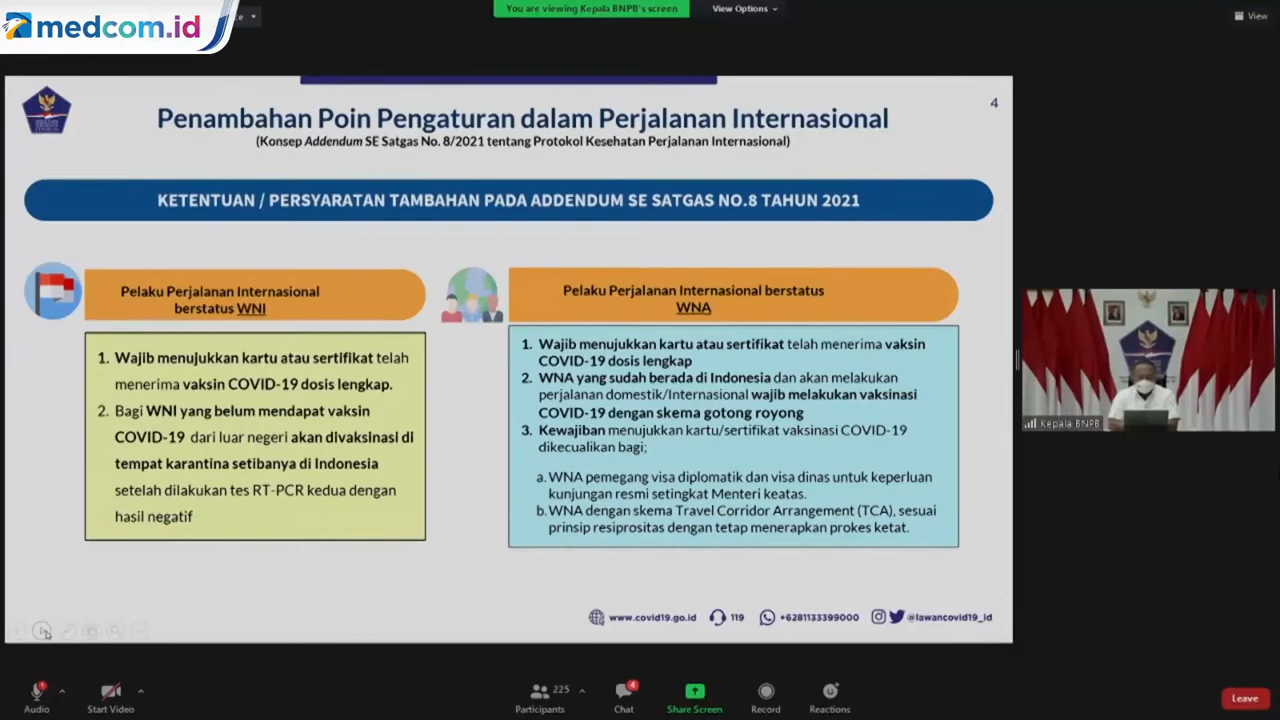 medcom.id
You are viewing Kepala BNPB's screen
View Options
View
4
Penambahan Poin Pengaturan dalam Perjalanan Internasional
(Konsep Addendum SE Satgas No. 8/2021 tentang Protokol Kesehatan Perjalanan Internasional)
KETENTUAN / PERSYARATAN TAMBAHAN PADA ADDENDUM SE SATGAS NO.8 TAHUN 2021
Pelaku Perjalanan Internasional
berstatus WNI
1. Wajib menujukkan kartu atau sertifikat telah
menerima vaksin COVID-19 dosis lengkap.
2. Bagi WNI yang belum mendapat vaksin
COVID-19 dari luar negeri akan divaksinasi di
tempat karantina setibanya di Indonesia
setelah dilakukan tes RT-PCR kedua dengan
hasil negatif
Pelaku Perjalanan Internasional berstatus
WNA
1. Wajib menujukkan kartu atau sertifikat telah menerima vaksin
COVID-19 dosis lengkap
2. WNA yang sudah berada di Indonesia dan akan melakukan
perjalanan domestik/Internasional wajib melakukan vaksinasi
COVID-19 dengan skema gotong royong
3. Kewajiban menujukkan kartu/sertifikat vaksinasi COVID-19
dikecualikan bagi;
a. WNA pemegang visa diplomatik dan visa dinas untuk keperluan
kunjungan resmi setingkat Menteri keatas.
b. WNA dengan skema Travel Corridor Arrangement (TCA), sesuai
prinsip resiprositas dengan tetap menerapkan prokes ketat.
www.covid19.go.id 119 +6281133399000 @lawancovid19_id
Kepala BNPB
Audio
Start Video
225
Participants
4
Chat
Share Screen
Record
Reactions
Leave